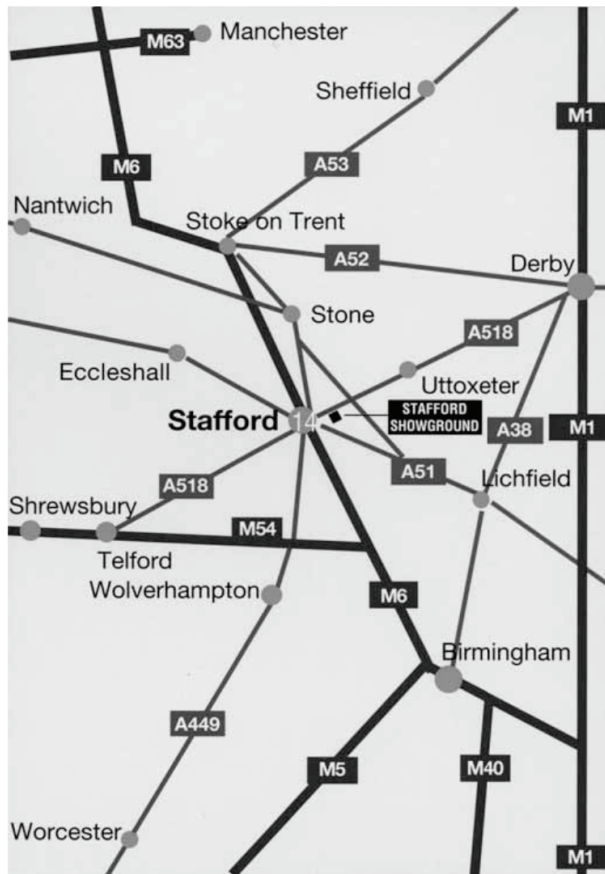 Manchester
M63
Sheffield
M1
M6
A53
Nantwich
Stoke on Trent
A52
Derby
Stone
A518
Eccleshall
Uttoxeter
Stafford
14
STAFFORD
SHOWGROUND
A38
M1
A51
Lichfield
A518
Shrewsbury
M54
Telford
Wolverhampton
M6
Birmingham
A449
M5
M40
Worcester
M1